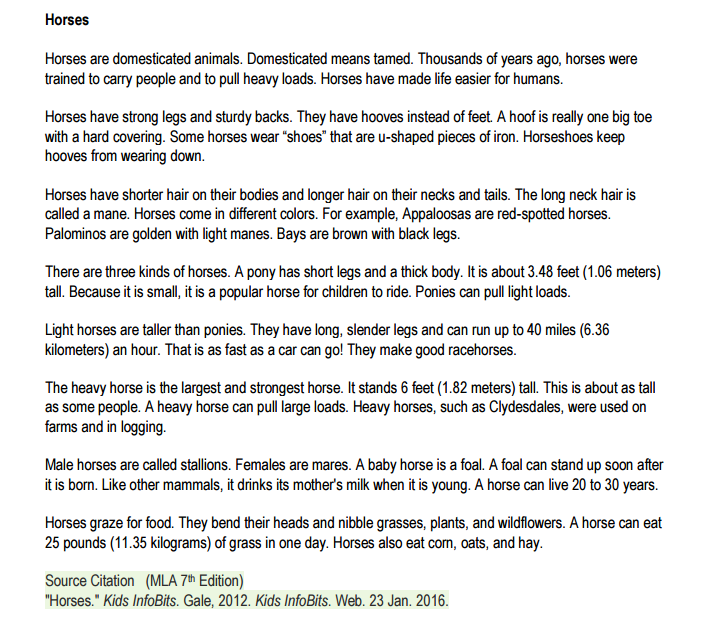 Horses
Horses are domesticated animals. Domesticated means tamed. Thousands of years ago, horses were
trained to carry people and to pull heavy loads. Horses have made life easier for humans.
Horses have strong legs and sturdy backs. They have hooves instead of feet. A hoof is really one big toe
with a hard covering. Some horses wear “shoes” that are u-shaped pieces of iron. Horseshoes keep
hooves from wearing down.
Horses have shorter hair on their bodies and longer hair on their necks and tails. The long neck hair is
called a mane. Horses come in different colors. For example, Appaloosas are red-spotted horses.
Palominos are golden with light manes. Bays are brown with black legs.
There are three kinds of horses. A pony has short legs and a thick body. It is about 3.48 feet (1.06 meters)
tall. Because it is small, it is a popular horse for children to ride. Ponies can pull light loads.
Light horses are taller than ponies. They have long, slender legs and can run up to 40 miles (6.36
kilometers) an hour. That is as fast as a car can go! They make good racehorses.
The heavy horse is the largest and strongest horse. It stands 6 feet (1.82 meters) tall. This is about as tall
as some people. A heavy horse can pull large loads. Heavy horses, such as Clydesdales, were used on
farms and in logging.
Male horses are called stallions. Females are mares. A baby horse is a foal. A foal can stand up soon after
it is born. Like other mammals, it drinks its mother's milk when it is young. A horse can live 20 to 30 years.
Horses graze for food. They bend their heads and nibble grasses, plants, and wildflowers. A horse can eat
25 pounds (11.35 kilograms) of grass in one day. Horses also eat corn, oats, and hay.
Source Citation (MLA 7th Edition)
"Horses." Kids InfoBits. Gale, 2012. Kids InfoBits. Web. 23 Jan. 2016.